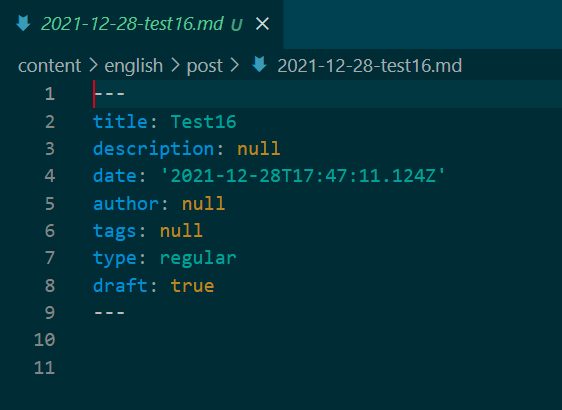 2021-12-28-test16.md U
content > english > post > 2021-12-28-test16.md
1 ---
2 title: Test16
3 description: null
4 date: '2021-12-28T17:47:11.124Z'
5 author: null
6 tags: null
7 type: regular
8 draft: true
9 ---
10
11